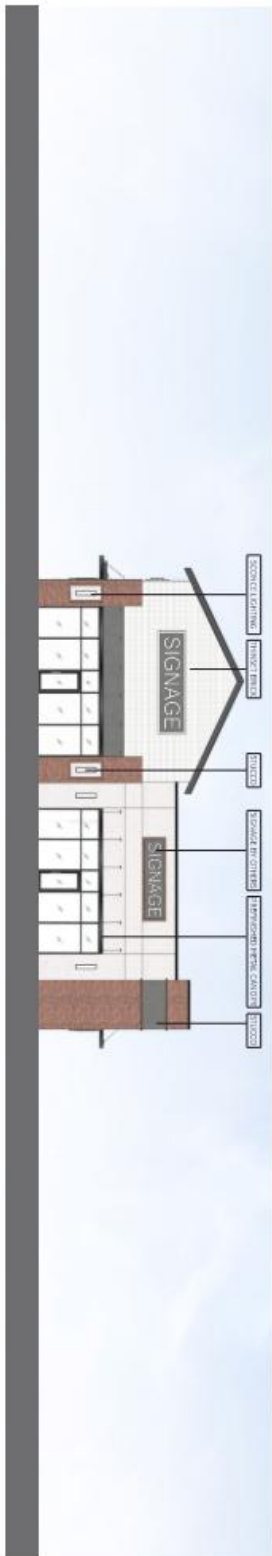 SCONCE LIGHTING
THINSET BRICK
STUCCO
SIGNAGE BY OTHERS
PREFINISHED METAL CANOPY
STUCCO
SIGNAGE
SIGNAGE